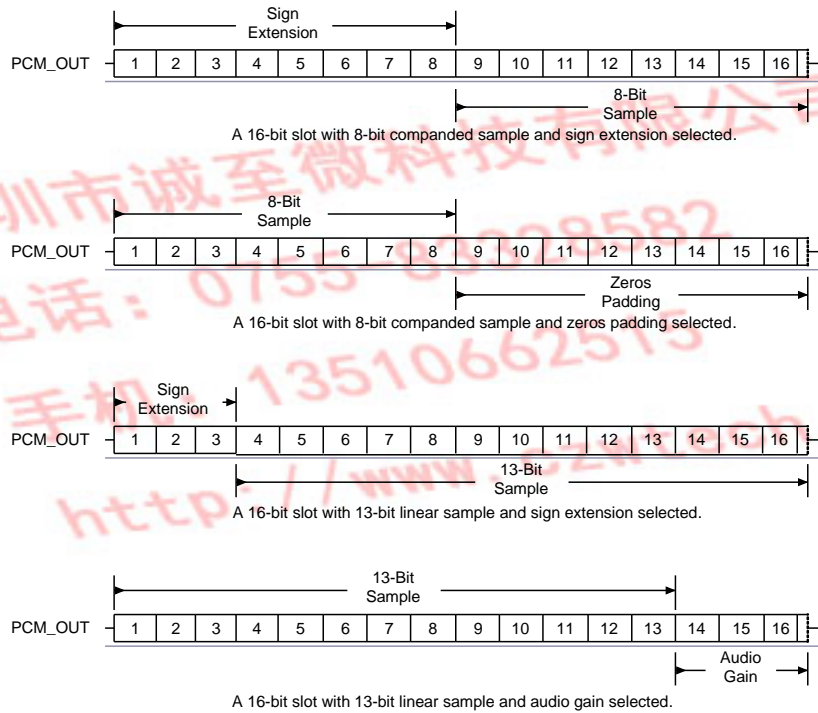 Sign
Extension
PCM_OUT 1 2 3 4 5 6 7 8 9 10 11 12 13 14 15 16
8-Bit
Sample
A 16-bit slot with 8-bit companded sample and sign extension selected.
圳市诚至微科技有限公司
8-Bit
Sample
PCM_OUT 1 2 3 4 5 6 7 8 9 10 11 12 13 14 15 16
电话：0755-83328582
Zeros
Padding
A 16-bit slot with 8-bit companded sample and zeros padding selected.
手机：13510662515
Sign
Extension
PCM_OUT 1 2 3 4 5 6 7 8 9 10 11 12 13 14 15 16
13-Bit
Sample
http://www.czwtech
A 16-bit slot with 13-bit linear sample and sign extension selected.
13-Bit
Sample
PCM_OUT 1 2 3 4 5 6 7 8 9 10 11 12 13 14 15 16
Audio
Gain
A 16-bit slot with 13-bit linear sample and audio gain selected.